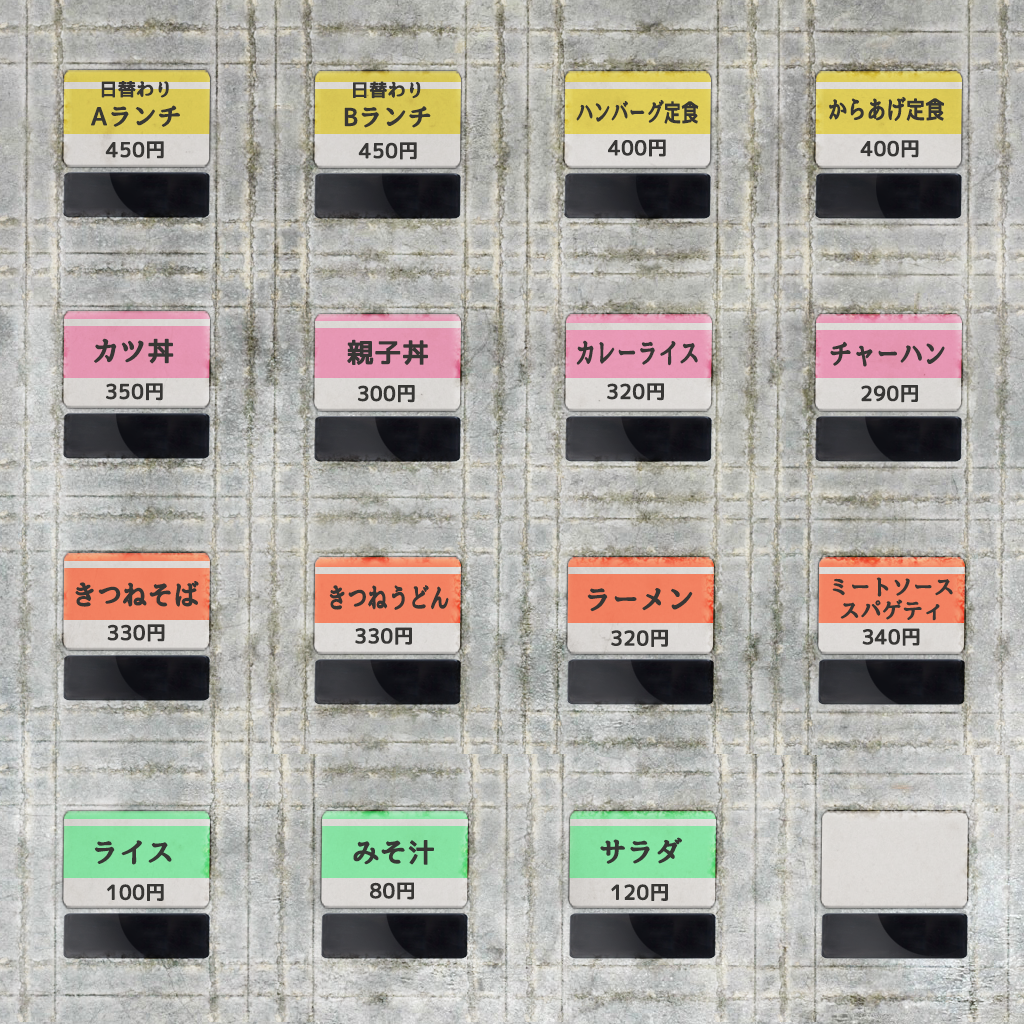 日替わり
Aランチ
450円
日替わり
Bランチ
450円
ハンバーグ定食
400円
からあげ定食
400円
カツ丼
350円
親子丼
300円
カレーライス
320円
チャーハン
290円
きつねそば
330円
きつねうどん
330円
ラーメン
320円
ミートソース
スパゲティ
340円
ライス
100円
みそ汁
80円
サラダ
120円